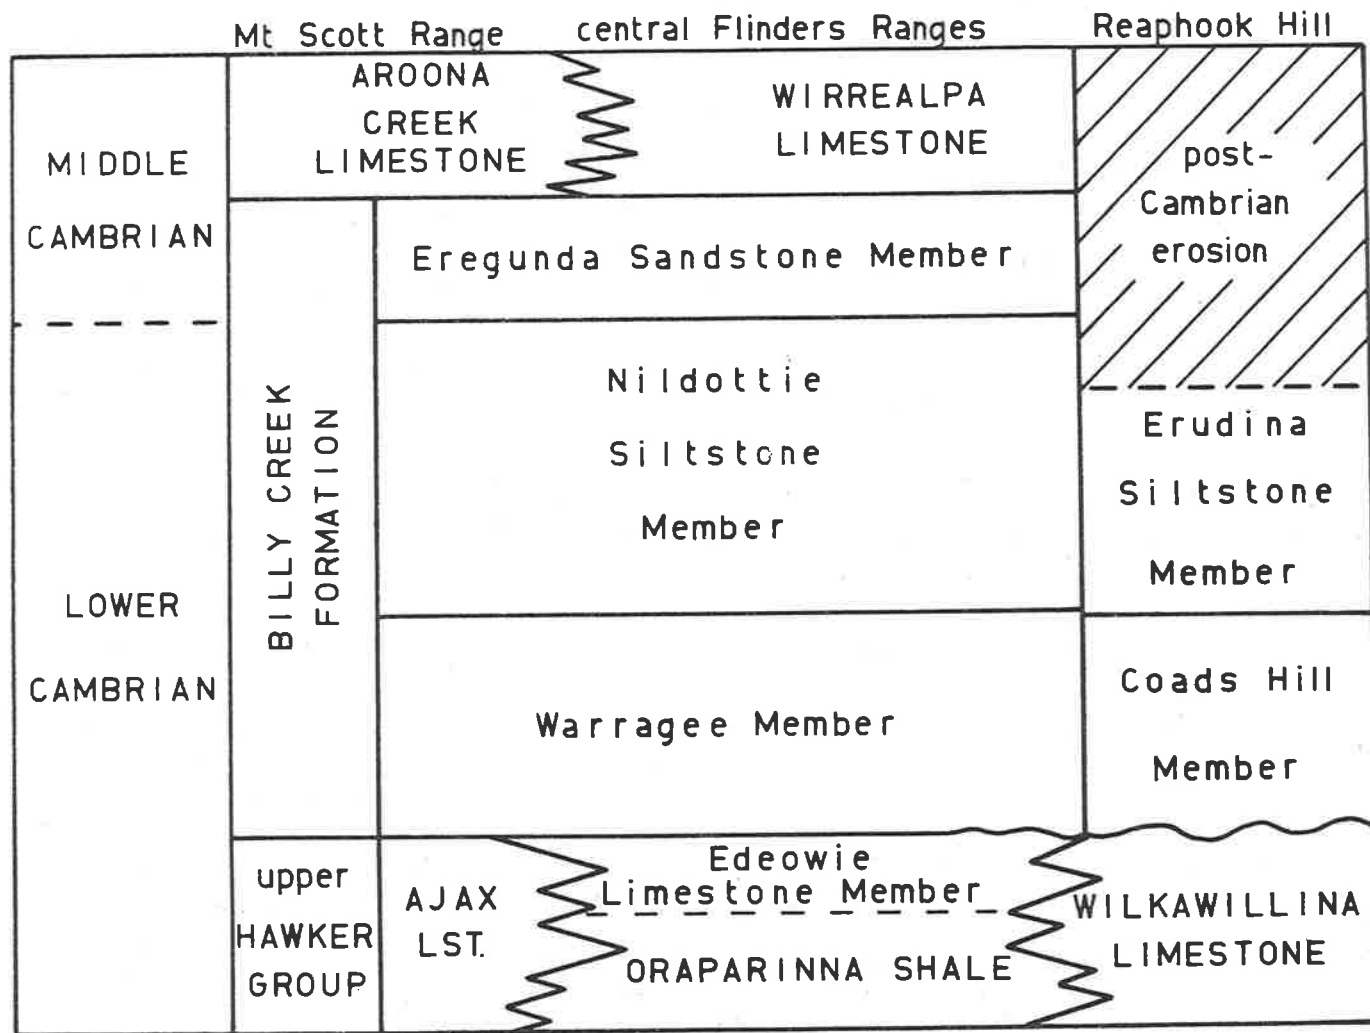 Mt Scott Range
central Flinders Ranges
Reaphook Hill
MIDDLE
CAMBRIAN
LOWER
CAMBRIAN
AROONA
CREEK
LIMESTONE
WIRREALPA
LIMESTONE
post-
Cambrian
erosion
BILLY CREEK
FORMATION
Eregunda Sandstone Member
Nildottie
Siltstone
Member
Erudina
Siltstone
Member
Warragee Member
Coads Hill
Member
upper
HAWKER
GROUP
AJAX
LST.
Edeowie
Limestone Member
ORAPARINNA SHALE
WILKAWILLINA
LIMESTONE